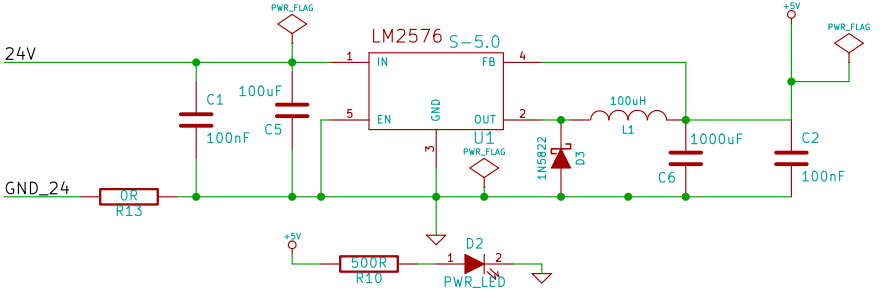 +5V
PWR_FLAG
PWR_FLAG
LM2576
S-5.0
24V
1
IN
FB
4
100uF
C1
C5
100nF
GND
5
EN
OUT
2
100uH
L1
U1
3
PWR_FLAG
1N5822
D3
1000uF
C6
C2
100nF
GND_24
0R
R13
+5V
D2
500R
R10
1
2
PWR_LED